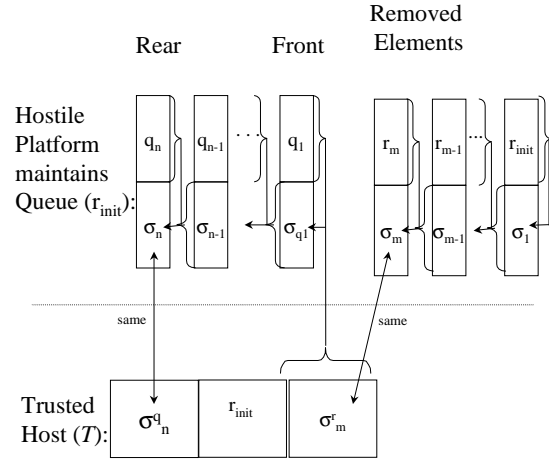 Removed
Rear Front Elements
Hostile
Platform
maintains
Queue (r_init):
q_n q_n-1 . . . q_1 r_m r_m-1 ... r_init
σ_n σ_n-1 σ_q1 σ_m σ_m-1 σ_1
same same
Trusted
Host (T):
σ^q_n r_init σ^r_m